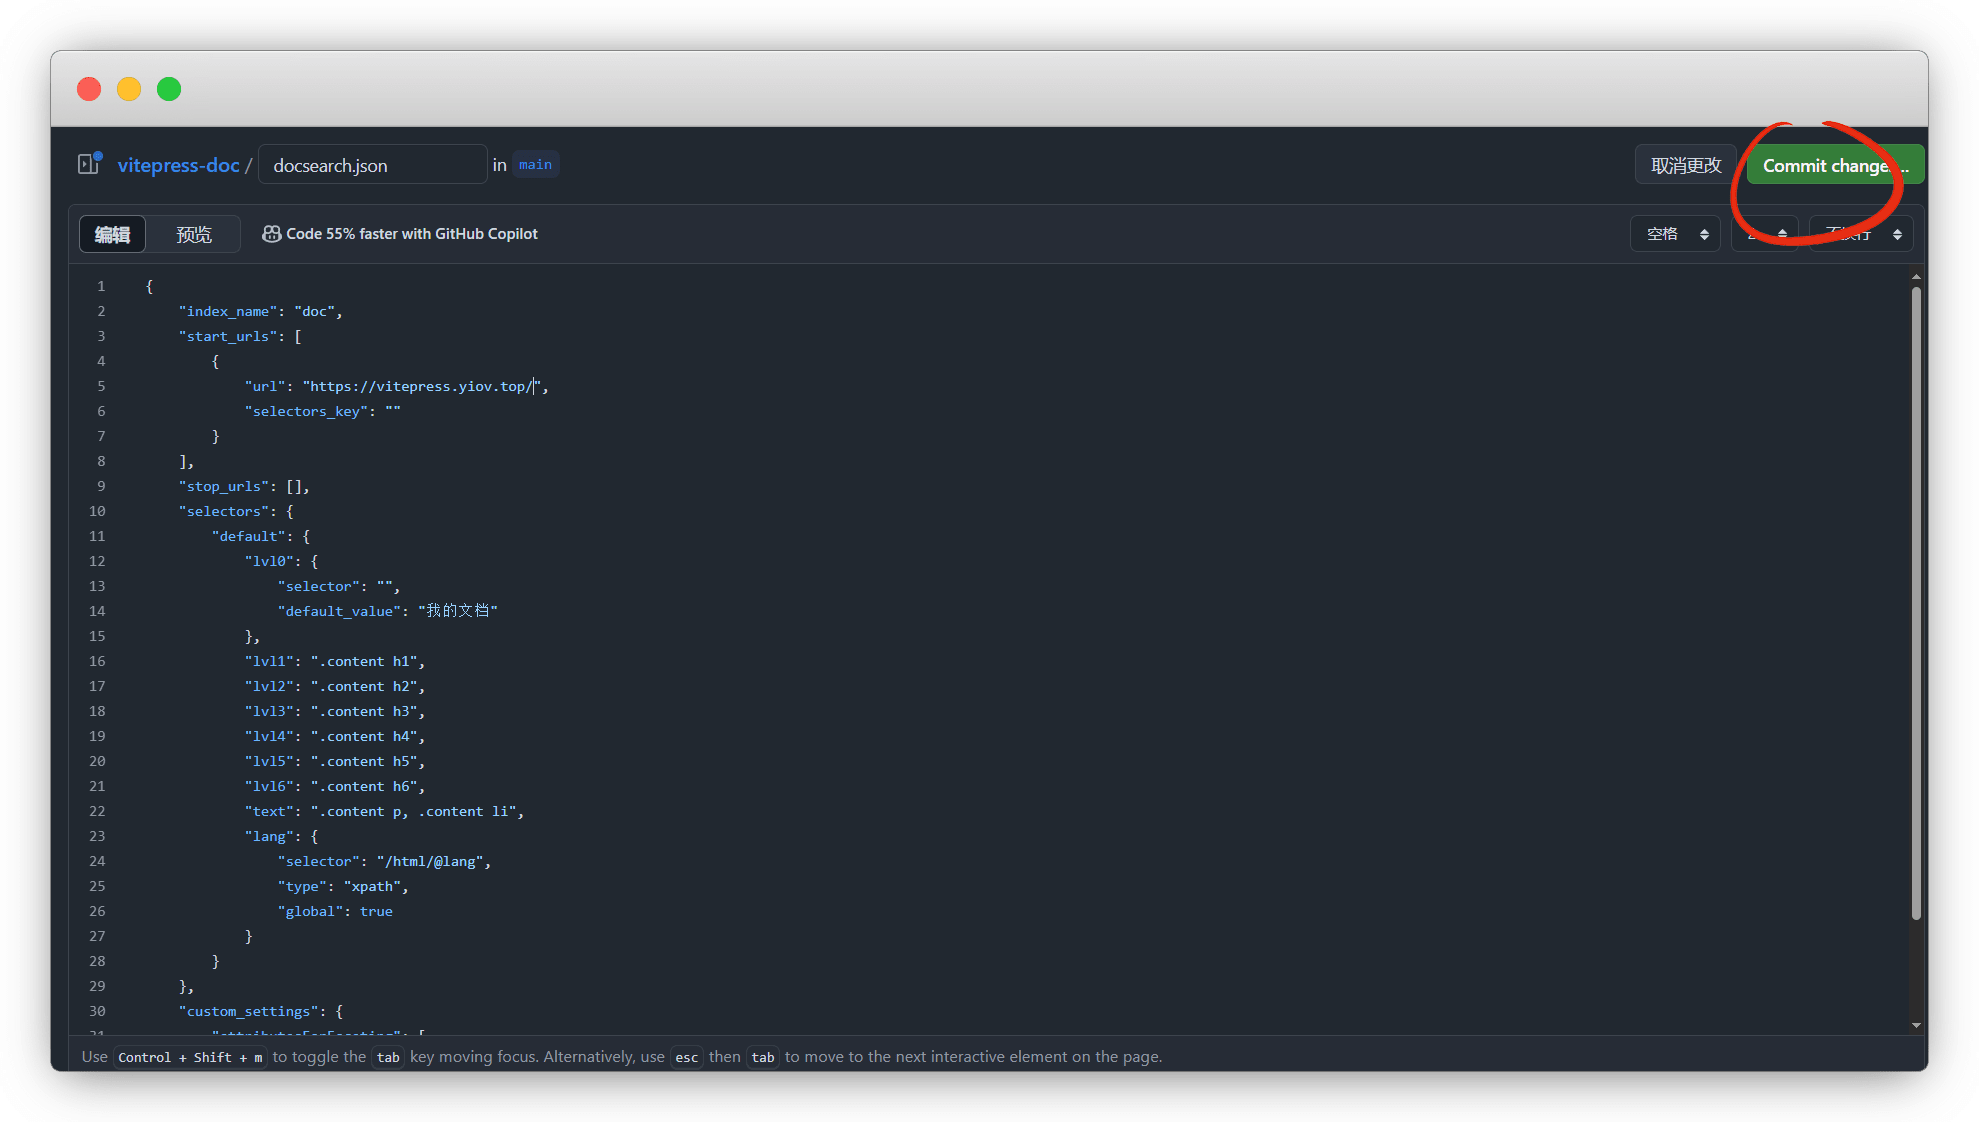 vitepress-doc / docsearch.json in main 取消更改 Commit change
编辑 预览 Code 55% faster with GitHub Copilot 空格
1 {
2 "index_name": "doc",
3 "start_urls": [
4 {
5 "url": "https://vitepress.yiov.top/",
6 "selectors_key": ""
7 }
8 ],
9 "stop_urls": [],
10 "selectors": {
11 "default": {
12 "lvl0": {
13 "selector": "",
14 "default_value": "我的文档"
15 },
16 "lvl1": ".content h1",
17 "lvl2": ".content h2",
18 "lvl3": ".content h3",
19 "lvl4": ".content h4",
20 "lvl5": ".content h5",
21 "lvl6": ".content h6",
22 "text": ".content p, .content li",
23 "lang": {
24 "selector": "/html/@lang",
25 "type": "xpath",
26 "global": true
27 }
28 }
29 },
30 "custom_settings": {
31 "attributesForFaceting": [
Use Control + Shift + m to toggle the tab key moving focus. Alternatively, use esc then tab to move to the next interactive element on the page.